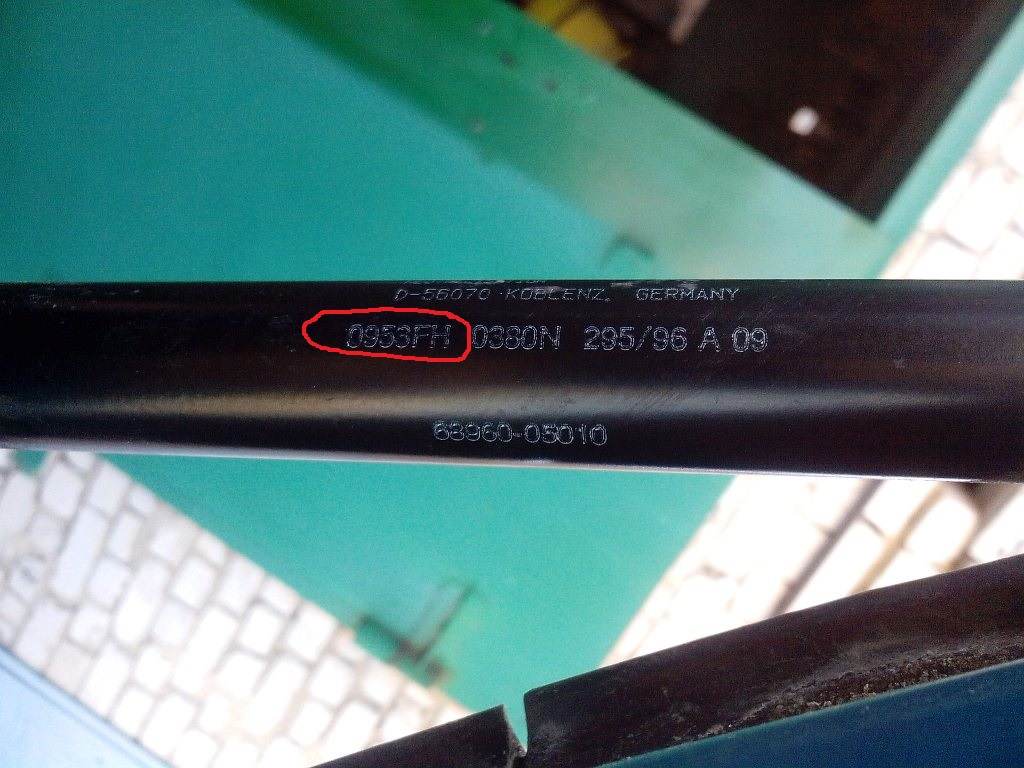 D-56070 KOBLENZ, GERMANY
0953FH 0380N 295/96 A 09
68960-05010